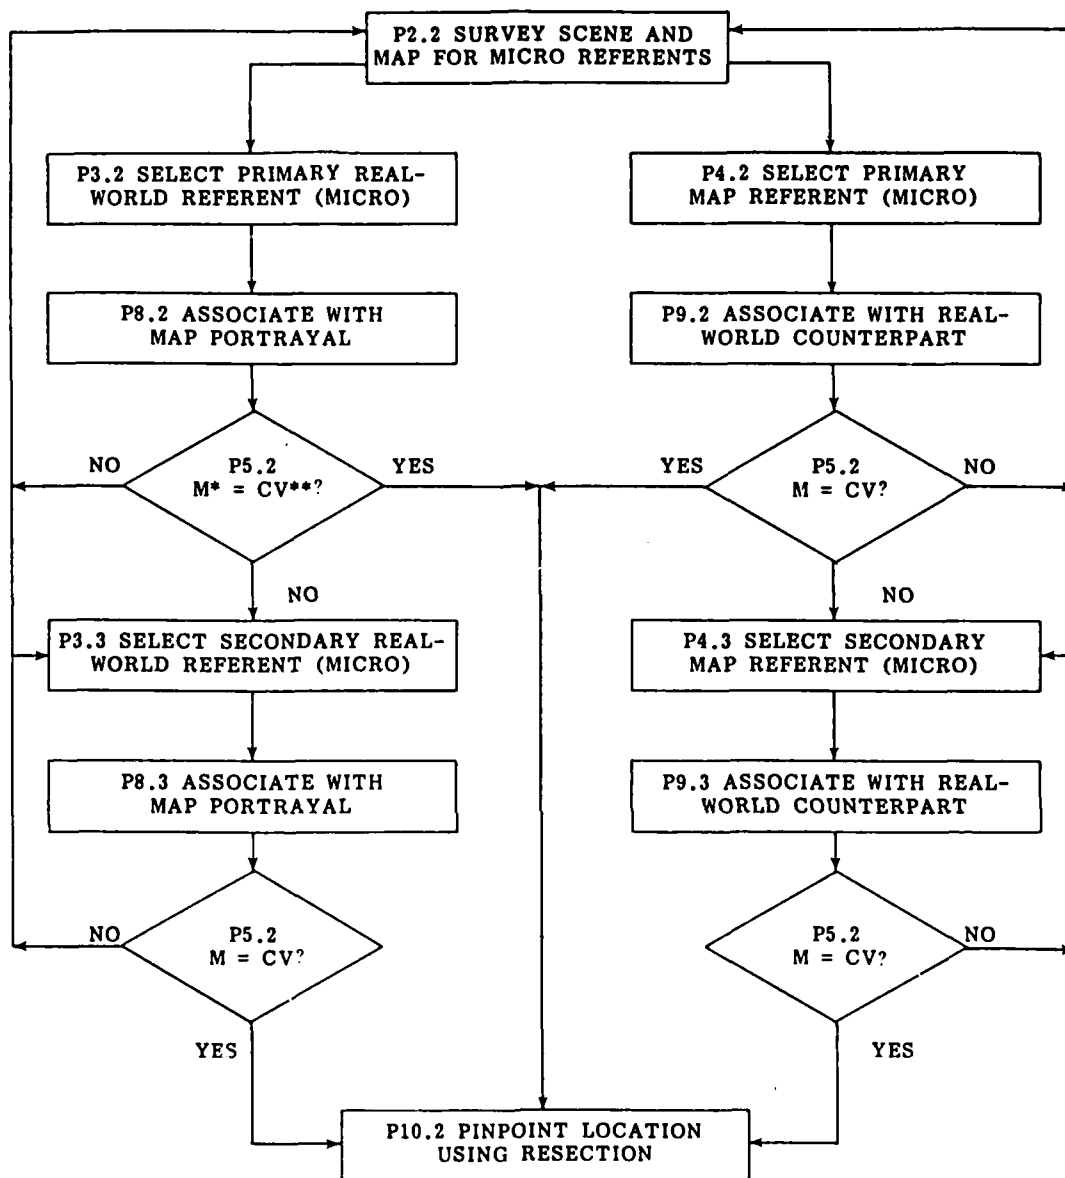 P2.2 SURVEY SCENE AND
MAP FOR MICRO REFERENTS
P3.2 SELECT PRIMARY REAL-
WORLD REFERENT (MICRO)
P4.2 SELECT PRIMARY
MAP REFERENT (MICRO)
P8.2 ASSOCIATE WITH
MAP PORTRAYAL
P9.2 ASSOCIATE WITH REAL-
WORLD COUNTERPART
NO
P5.2
M* = CV**?
YES
YES
P5.2
M = CV?
NO
NO
NO
P3.3 SELECT SECONDARY REAL-
WORLD REFERENT (MICRO)
P4.3 SELECT SECONDARY
MAP REFERENT (MICRO)
P8.3 ASSOCIATE WITH
MAP PORTRAYAL
P9.3 ASSOCIATE WITH REAL-
WORLD COUNTERPART
NO
P5.2
M = CV?
P5.2
M = CV?
NO
YES
YES
P10.2 PINPOINT LOCATION
USING RESECTION